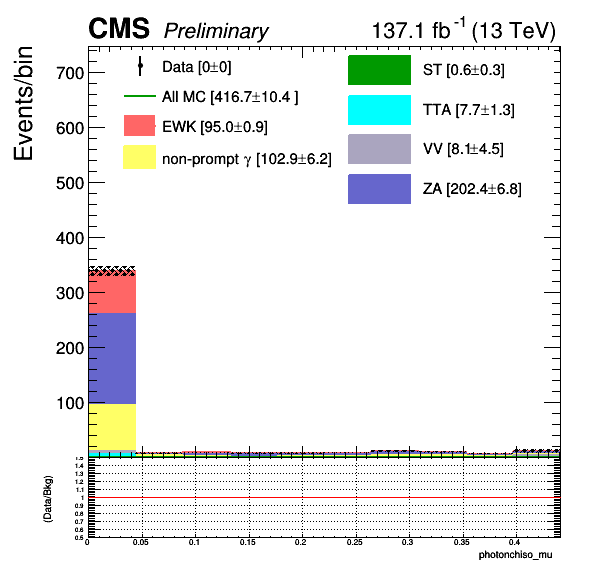 CMS Preliminary 137.1 fb⁻¹ (13 TeV)
Events/bin
700
600
500
400
300
200
100
Data [0±0]
All MC [416.7±10.4 ]
EWK [95.0±0.9]
non-prompt γ [102.9±6.2]
ST [0.6±0.3]
TTA [7.7±1.3]
VV [8.1±4.5]
ZA [202.4±6.8]
(Data/Bkg)
1.5
1.4
1.3
1.2
1.1
1
0.9
0.8
0.7
0.6
0.5
0 0.05 0.1 0.15 0.2 0.25 0.3 0.35 0.4
photonchiso_mu